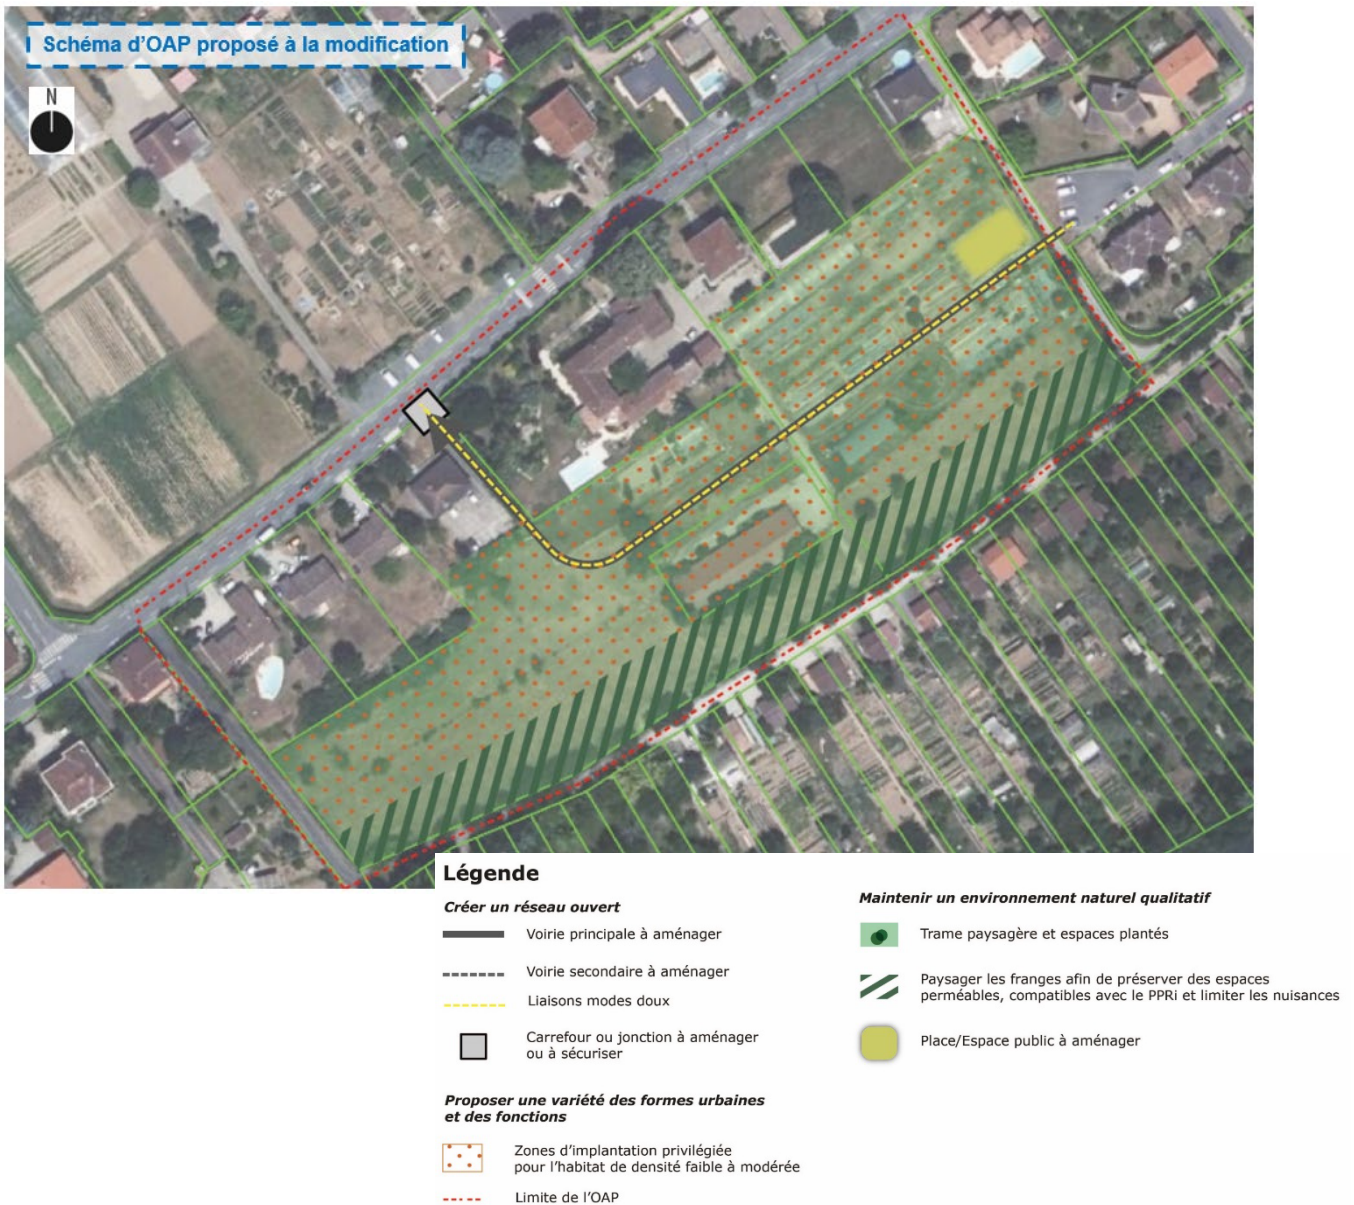 Schéma d'OAP proposé à la modification
N
Légende
Créer un réseau ouvert
Voirie principale à aménager
Voirie secondaire à aménager
Liaisons modes doux
Carrefour ou jonction à aménager
ou à sécuriser
Proposer une variété des formes urbaines
et des fonctions
Zones d'implantation privilégiée
pour l'habitat de densité faible à modérée
Limite de l'OAP
Maintenir un environnement naturel qualitatif
Trame paysagère et espaces plantés
Paysager les franges afin de préserver des espaces
perméables, compatibles avec le PPRi et limiter les nuisances
Place/Espace public à aménager